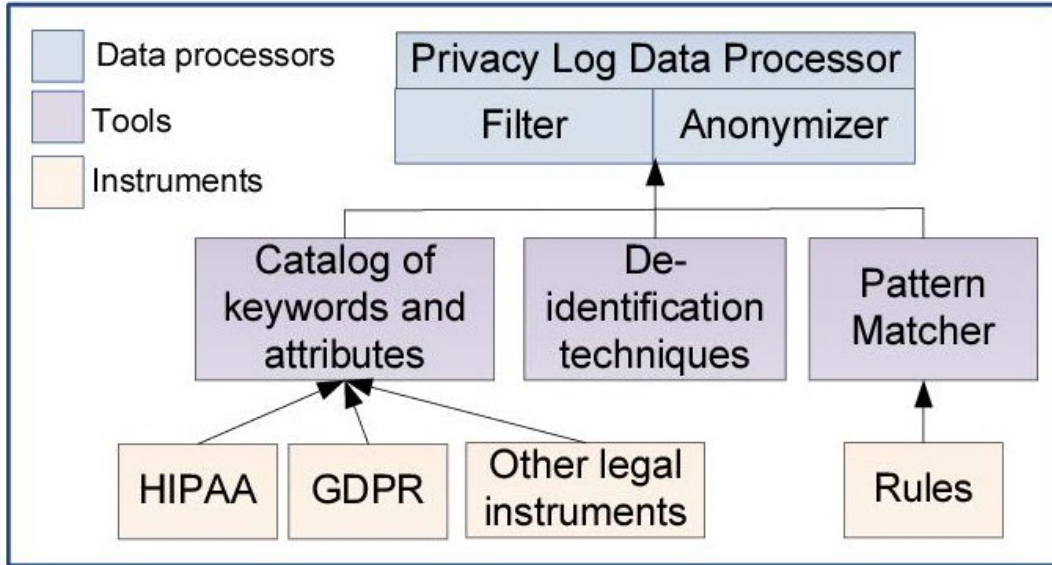 Data processors
Tools
Instruments
Privacy Log Data Processor
Filter
Anonymizer
Catalog of
keywords and
attributes
De-
identification
techniques
Pattern
Matcher
HIPAA
GDPR
Other legal
instruments
Rules